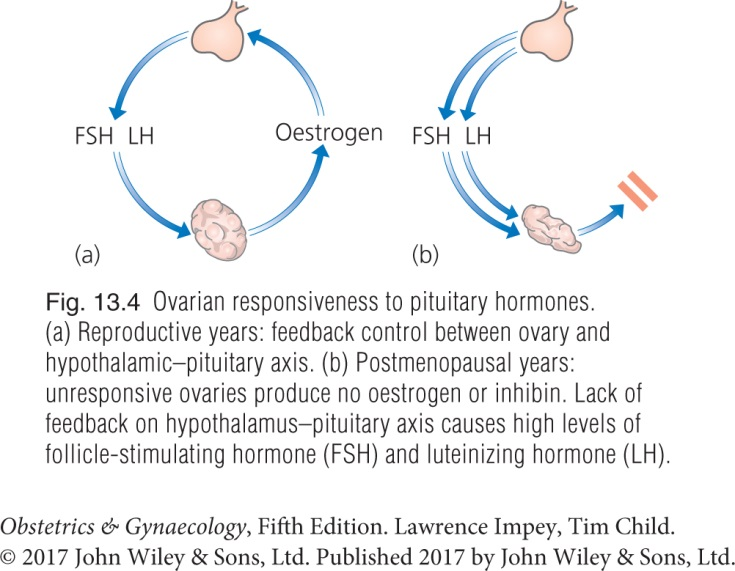 FSH LH
Oestrogen
FSH LH
(a)
(b)
Fig. 13.4 Ovarian responsiveness to pituitary hormones.
(a) Reproductive years: feedback control between ovary and
hypothalamic–pituitary axis. (b) Postmenopausal years:
unresponsive ovaries produce no oestrogen or inhibin. Lack of
feedback on hypothalamus–pituitary axis causes high levels of
follicle-stimulating hormone (FSH) and luteinizing hormone (LH).
Obstetrics & Gynaecology, Fifth Edition. Lawrence Impey, Tim Child.
© 2017 John Wiley & Sons, Ltd. Published 2017 by John Wiley & Sons, Ltd.